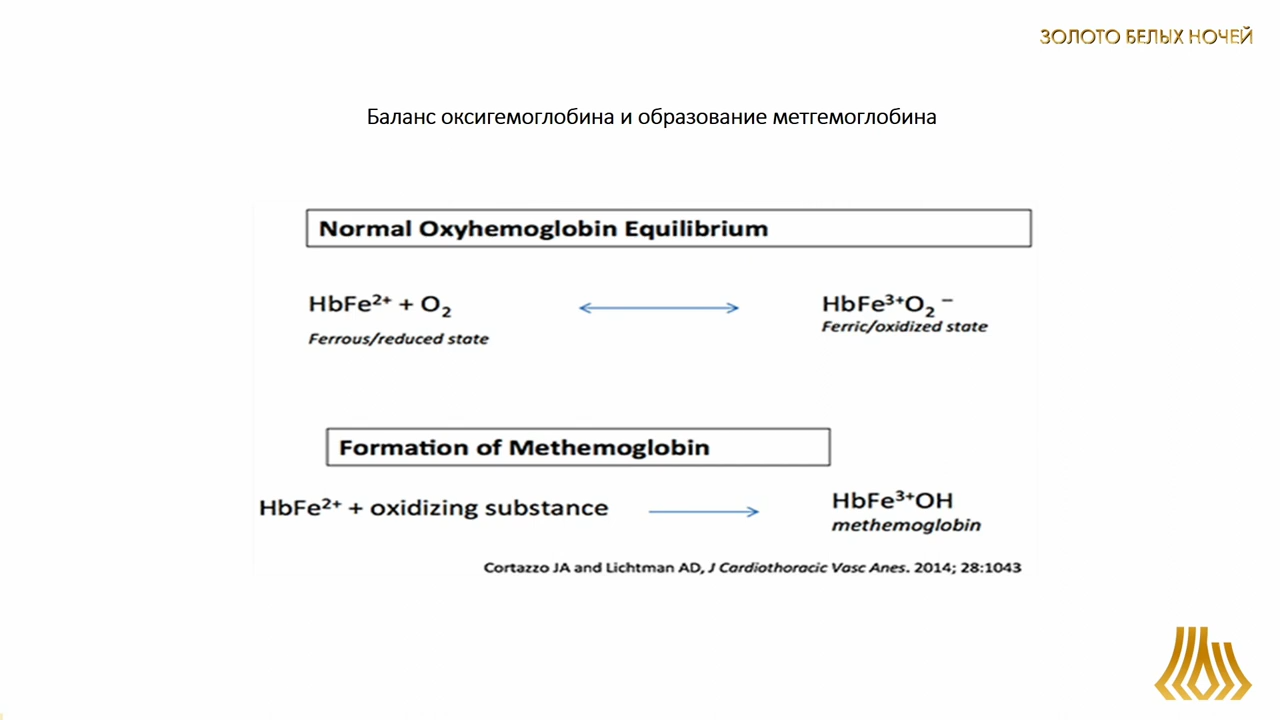 ЗОЛОТО БЕЛЫХ НОЧЕЙ
Баланс оксигемоглобина и образование метгемоглобина
Normal Oxyhemoglobin Equilibrium
HbFe²⁺ + O₂
HbFe³⁺O₂ ⁻
Ferrous/reduced state
Ferric/oxidized state
Formation of Methemoglobin
HbFe²⁺ + oxidizing substance
HbFe³⁺OH
methemoglobin
Cortazzo JA and Lichtman AD, J Cardiothoracic Vasc Anes. 2014; 28:1043